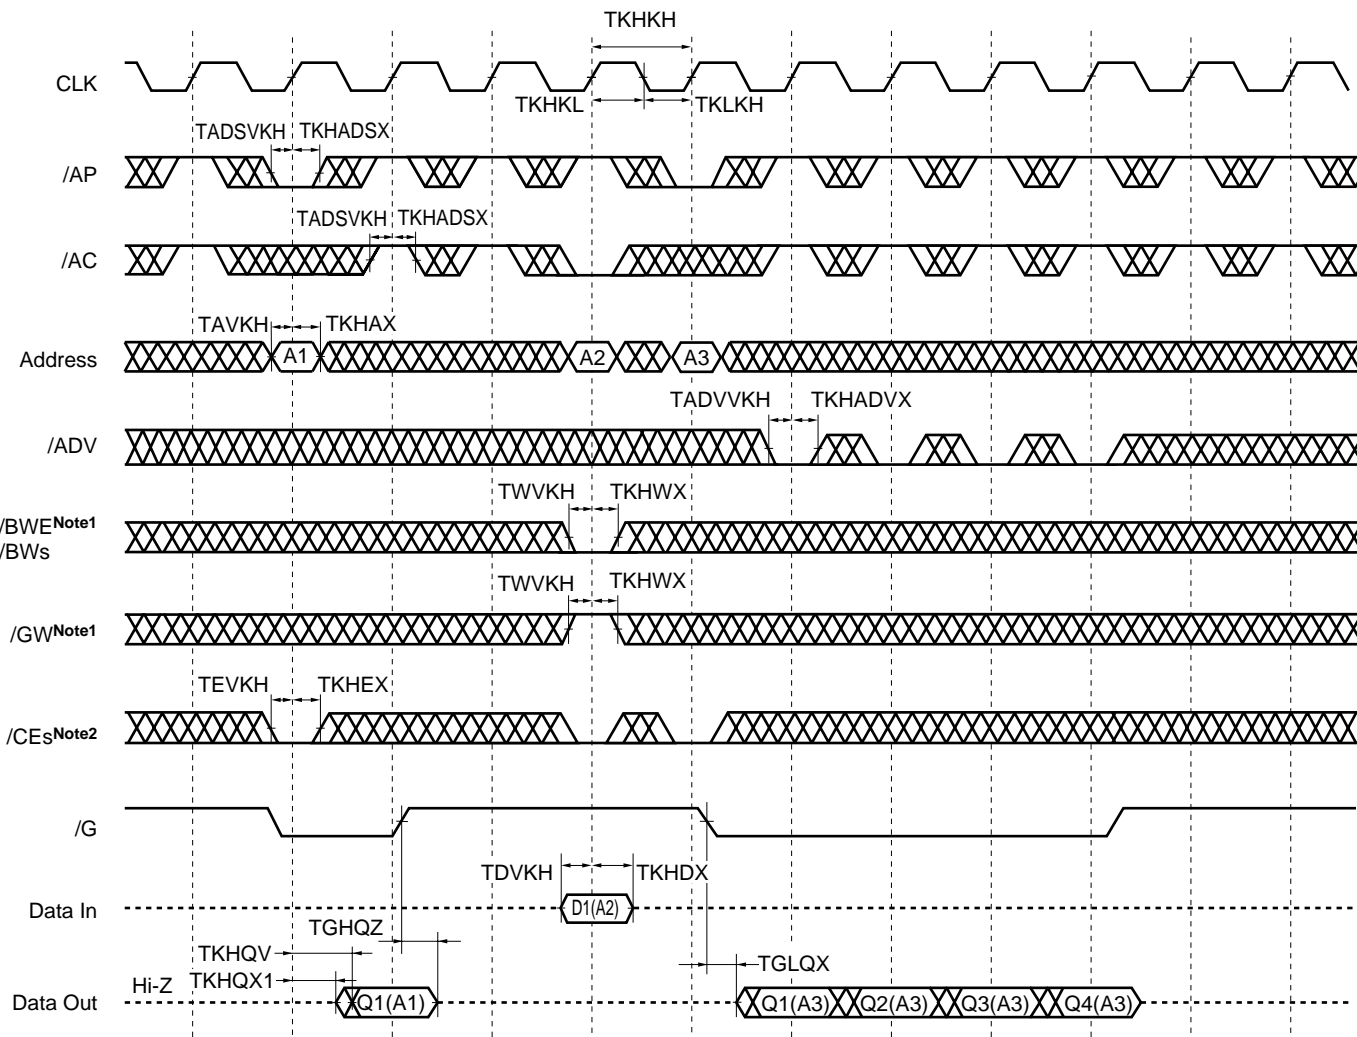 TKHKH
CLK
TKHKL
TKLKH
TADSVKH TKHADSX
/AP
TADSVKH TKHADSX
/AC
TAVKH TKHAX
Address A1 A2 A3
TADVVKH TKHADVX
/ADV
TWVKH TKHWX
/BWENote1
/BWs
TWVKH TKHWX
/GWNote1
TEVKH TKHEX
/CEsNote2
/G
TDVKH TKHDX
Data In D1(A2)
TGHQZ
TKHQV
TGLQX
Hi-Z TKHQX1
Data Out Q1(A1) Q1(A3) Q2(A3) Q3(A3) Q4(A3)